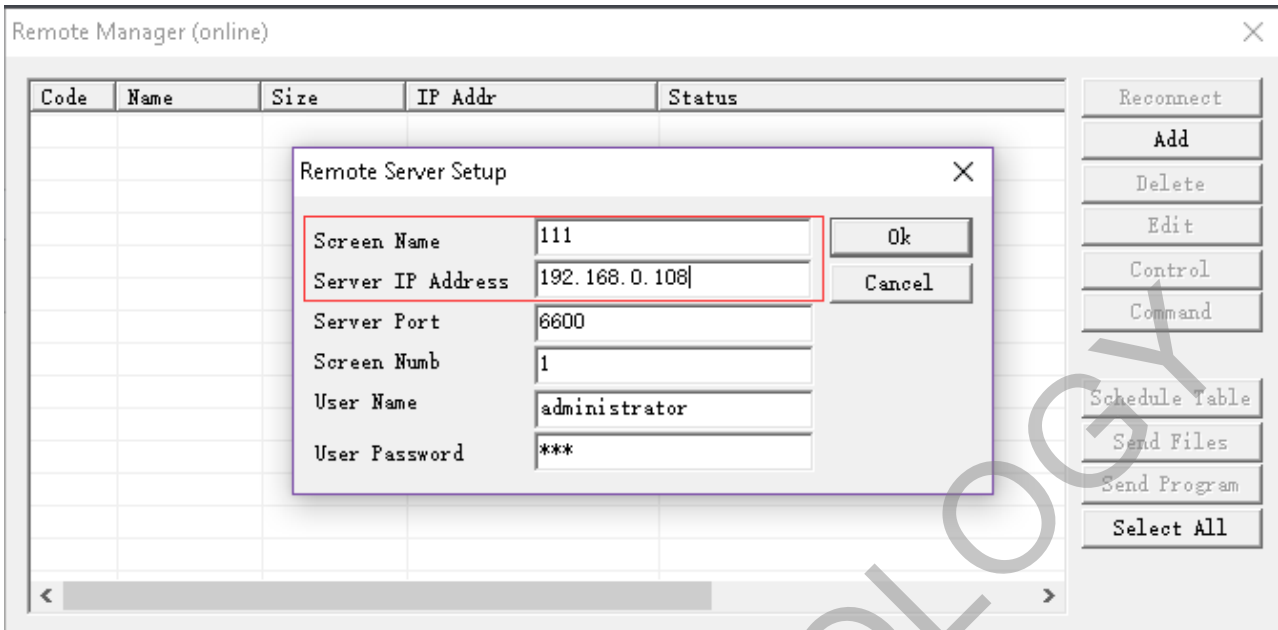 Remote Manager (online)
Code Name Size IP Addr Status
Reconnect
Add
Delete
Edit
Control
Command
Schedule Table
Send Files
Send Program
Select All
Remote Server Setup
Screen Name 111
Server IP Address 192.168.0.108
Server Port 6600
Screen Numb 1
User Name administrator
User Password ***
Ok
Cancel
OLOGY